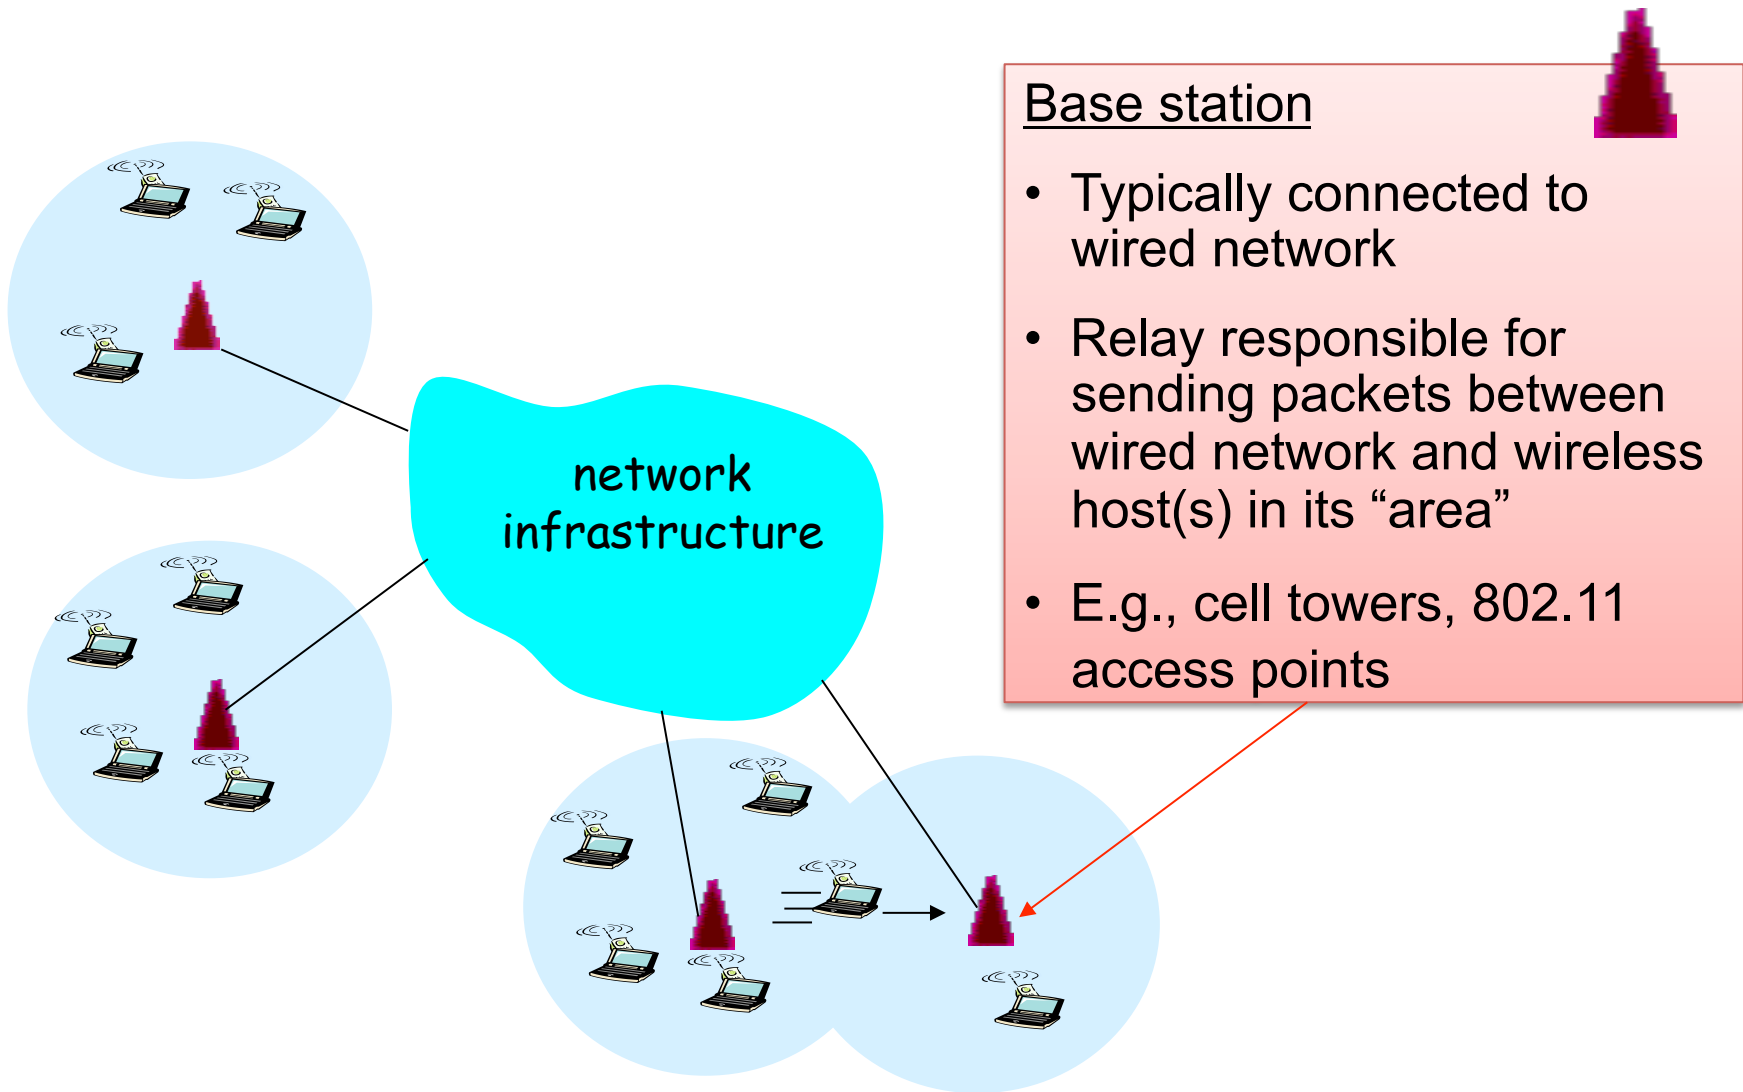 Base station
• Typically connected to
wired network
• Relay responsible for
sending packets between
wired network and wireless
host(s) in its “area”
• E.g., cell towers, 802.11
access points
network
infrastructure